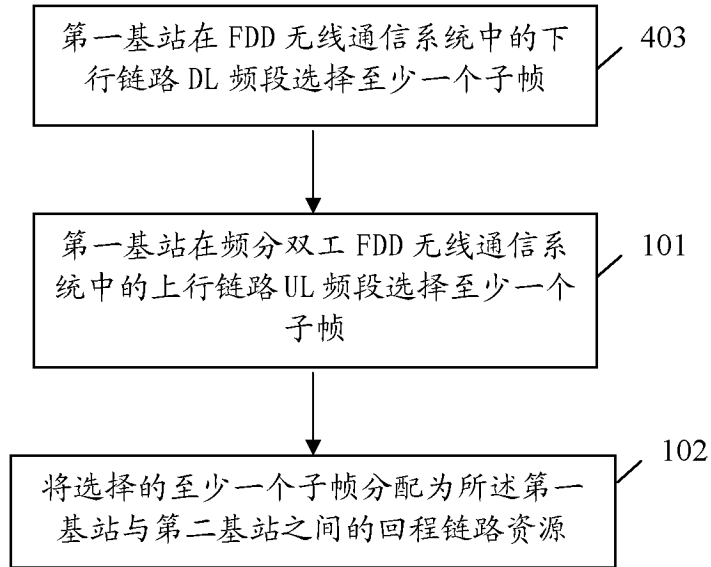 第一基站在 FDD 无线通信系统中的下
行链路 DL 频段选择至少一个子帧
403
第一基站在频分双工 FDD 无线通信系
统中的上行链路 UL 频段选择至少一个
子帧
101
将选择的至少一个子帧分配为所述第一
基站与第二基站之间的回程链路资源
102